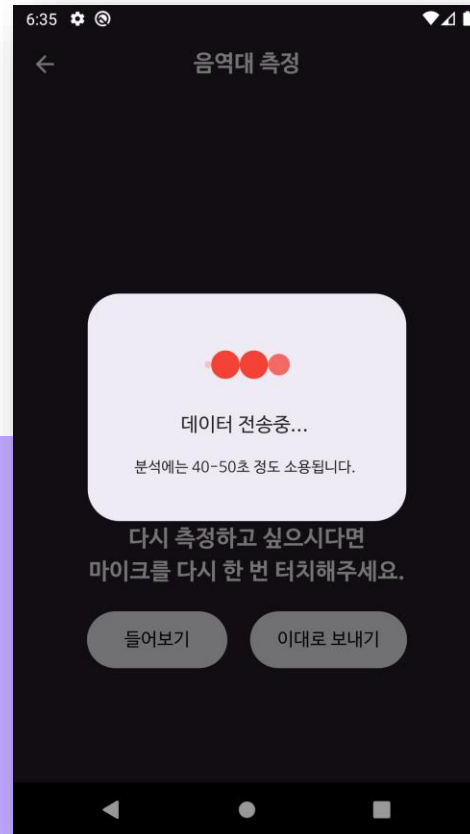 6:35
음역대 측정
데이터 전송중...
분석에는 40-50초 정도 소용됩니다.
다시 측정하고 싶으시다면
마이크를 다시 한 번 터치해주세요.
들어보기
이대로 보내기